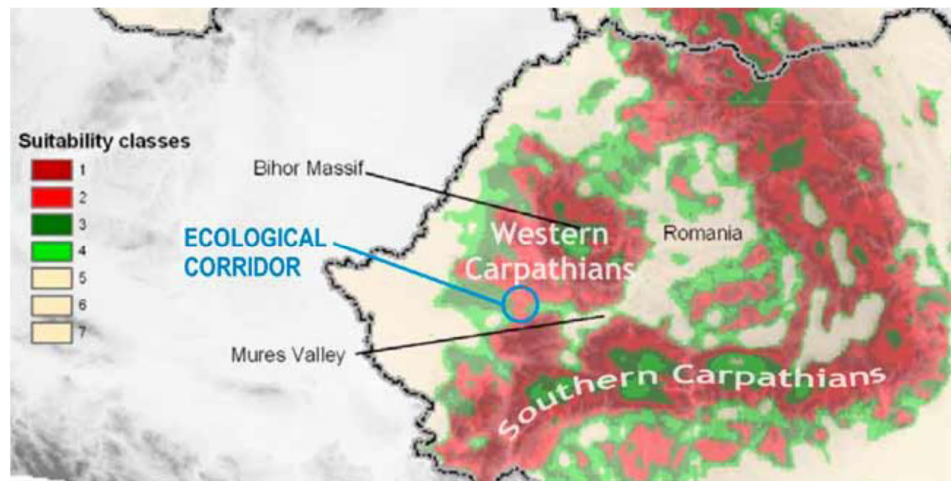 Suitability classes
1
2
3
4
5
6
7
Bihor Massif
ECOLOGICAL
CORRIDOR
Western
Carpathians
Romania
Mures Valley
Southern Carpathians